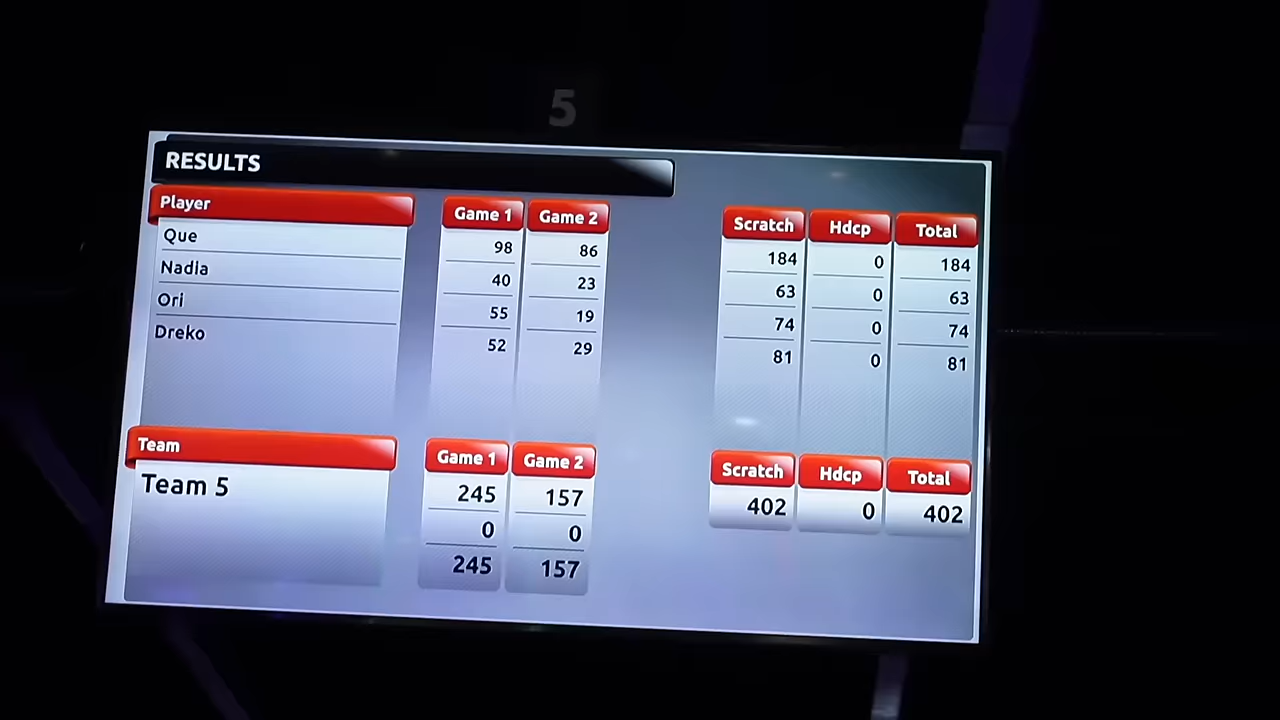 5
RESULTS
Player Game 1 Game 2 Scratch Hdcp Total
Que 98 86 184 0 184
Nadia 40 23 63 0 63
Ori 55 19 74 0 74
Dreko 52 29 81 0 81
Team Game 1 Game 2 Scratch Hdcp Total
Team 5 245 157 402 0 402
0 0
245 157